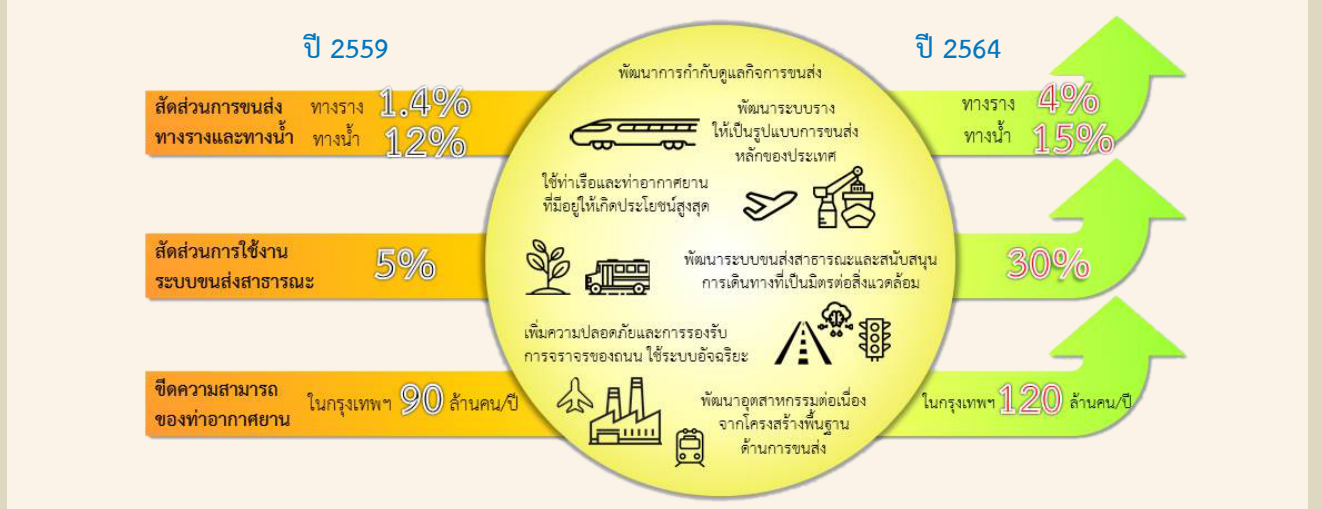 ปี 2559
สัดส่วนการขนส่ง
ทางรางและทางน้ำ
ทางราง 1.4%
ทางน้ำ 12%
สัดส่วนการใช้งาน
ระบบขนส่งสาธารณะ
5%
ขีดความสามารถ
ของท่าอากาศยาน
ในกรุงเทพฯ 90 ล้านคน/ปี
พัฒนาการกำกับดูแลกิจการขนส่ง
พัฒนาระบบราง
ให้เป็นรูปแบบการขนส่ง
หลักของประเทศ
ใช้ท่าเรือและท่าอากาศยาน
ที่มีอยู่ให้เกิดประโยชน์สูงสุด
พัฒนาระบบขนส่งสาธารณะและสนับสนุน
การเดินทางที่เป็นมิตรต่อสิ่งแวดล้อม
เพิ่มความปลอดภัยและการรองรับ
การจราจรของถนน ใช้ระบบอัจฉริยะ
พัฒนาอุตสาหกรรมต่อเนื่อง
จากโครงสร้างพื้นฐาน
ด้านการขนส่ง
ปี 2564
ทางราง 4%
ทางน้ำ 15%
30%
ในกรุงเทพฯ 120 ล้านคน/ปี